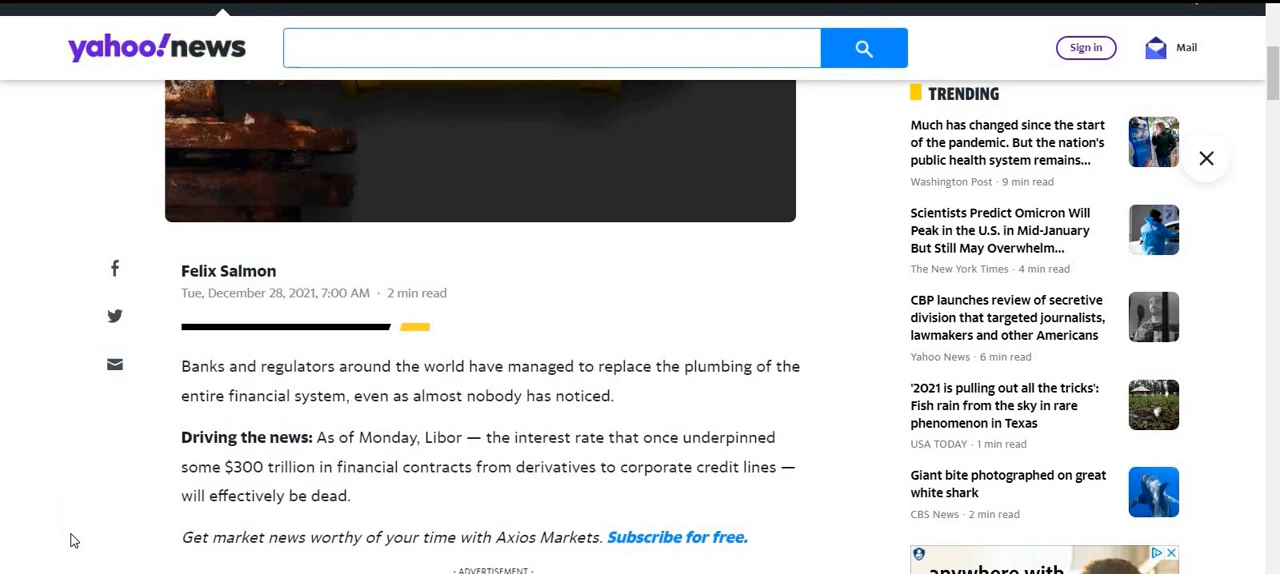 yahoo!news
Sign in
Mail
Felix Salmon
Tue, December 28, 2021, 7:00 AM · 2 min read
Banks and regulators around the world have managed to replace the plumbing of the
entire financial system, even as almost nobody has noticed.
Driving the news: As of Monday, Libor — the interest rate that once underpinned
some $300 trillion in financial contracts from derivatives to corporate credit lines —
will effectively be dead.
Get market news worthy of your time with Axios Markets. Subscribe for free.
- ADVERTISEMENT -
TRENDING
Much has changed since the start
of the pandemic. But the nation's
public health system remains...
Washington Post · 9 min read
Scientists Predict Omicron Will
Peak in the U.S. in Mid-January
But Still May Overwhelm...
The New York Times · 4 min read
CBP launches review of secretive
division that targeted journalists,
lawmakers and other Americans
Yahoo News · 6 min read
'2021 is pulling out all the tricks':
Fish rain from the sky in rare
phenomenon in Texas
USA TODAY · 1 min read
Giant bite photographed on great
white shark
CBS News · 2 min read
anywhere with